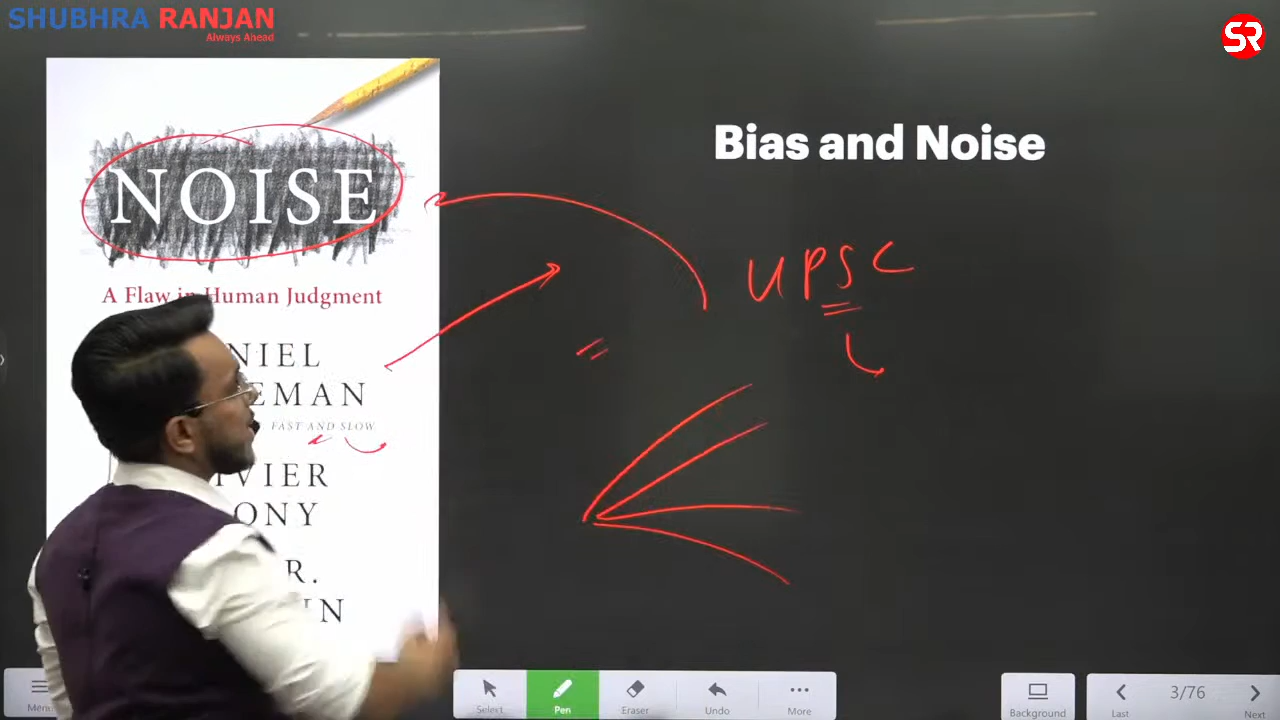 SHUBHRA RANJAN
Always Ahead
SR
NOISE
A Flaw in Human Judgment
NIEL
EMAN
FAST AND SLOW
VIER
ONY
R.
IN
Bias and Noise
UPSC
Select
Pen
Eraser
Undo
More
Background
Last
3/76
Next